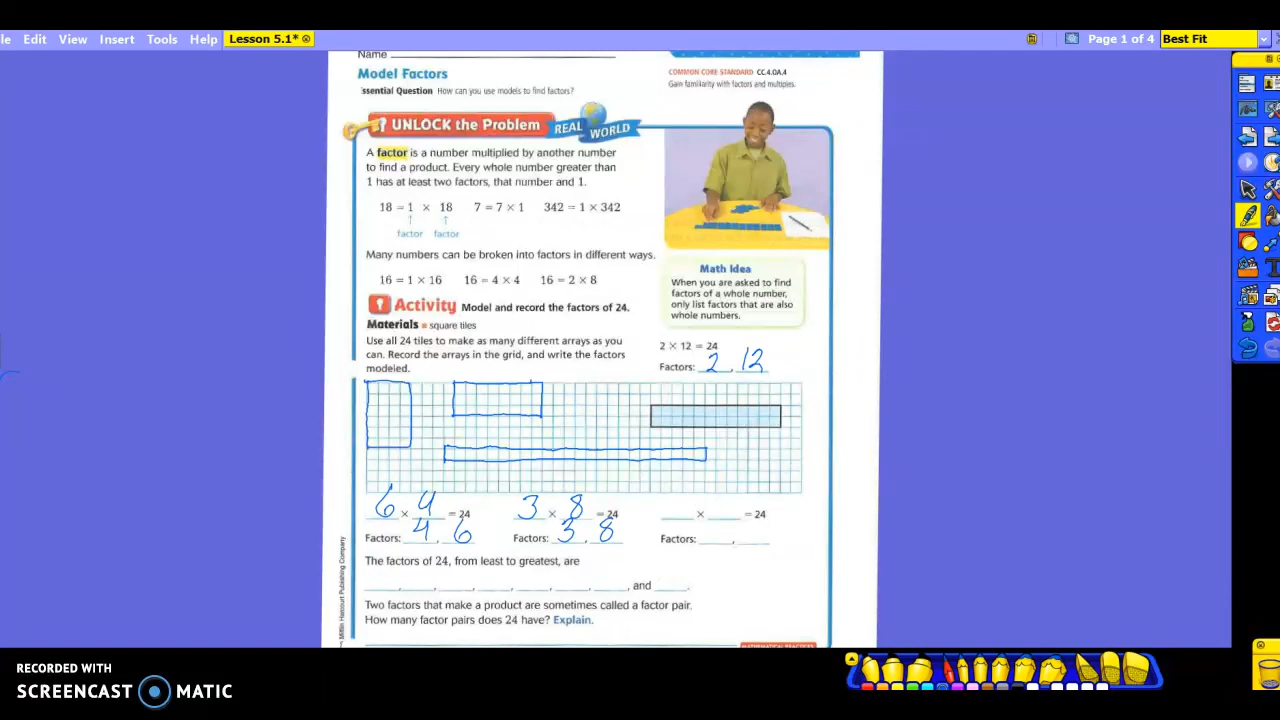 le Edit View Insert Tools Help Lesson 5.1* Page 1 of 4 Best Fit
Name
Model Factors
COMMON CORE STANDARD CC.4.OA.4
Gain familiarity with factors and multiples.
ssential Question How can you use models to find factors?
UNLOCK the Problem REAL WORLD
A factor is a number multiplied by another number
to find a product. Every whole number greater than
1 has at least two factors, that number and 1.
18 = 1 × 18 7 = 7 × 1 342 = 1 × 342
factor factor
Many numbers can be broken into factors in different ways.
16 = 1 × 16 16 = 4 × 4 16 = 2 × 8
Math Idea
When you are asked to find
factors of a whole number,
only list factors that are also
whole numbers.
Activity Model and record the factors of 24.
Materials ■ square tiles
Use all 24 tiles to make as many different arrays as you
can. Record the arrays in the grid, and write the factors
modeled.
2 × 12 = 24
Factors: 2, 12
6 × 4 = 24 3 × 8 = 24 × = 24
Factors: 4, 6 Factors: 3, 8 Factors: ,
The factors of 24, from least to greatest, are
, , , , , , , and .
Two factors that make a product are sometimes called a factor pair.
How many factor pairs does 24 have? Explain.
MATHEMATICAL PRACTICES
Mifflin Harcourt Publishing Company
RECORDED WITH
SCREENCAST MATIC